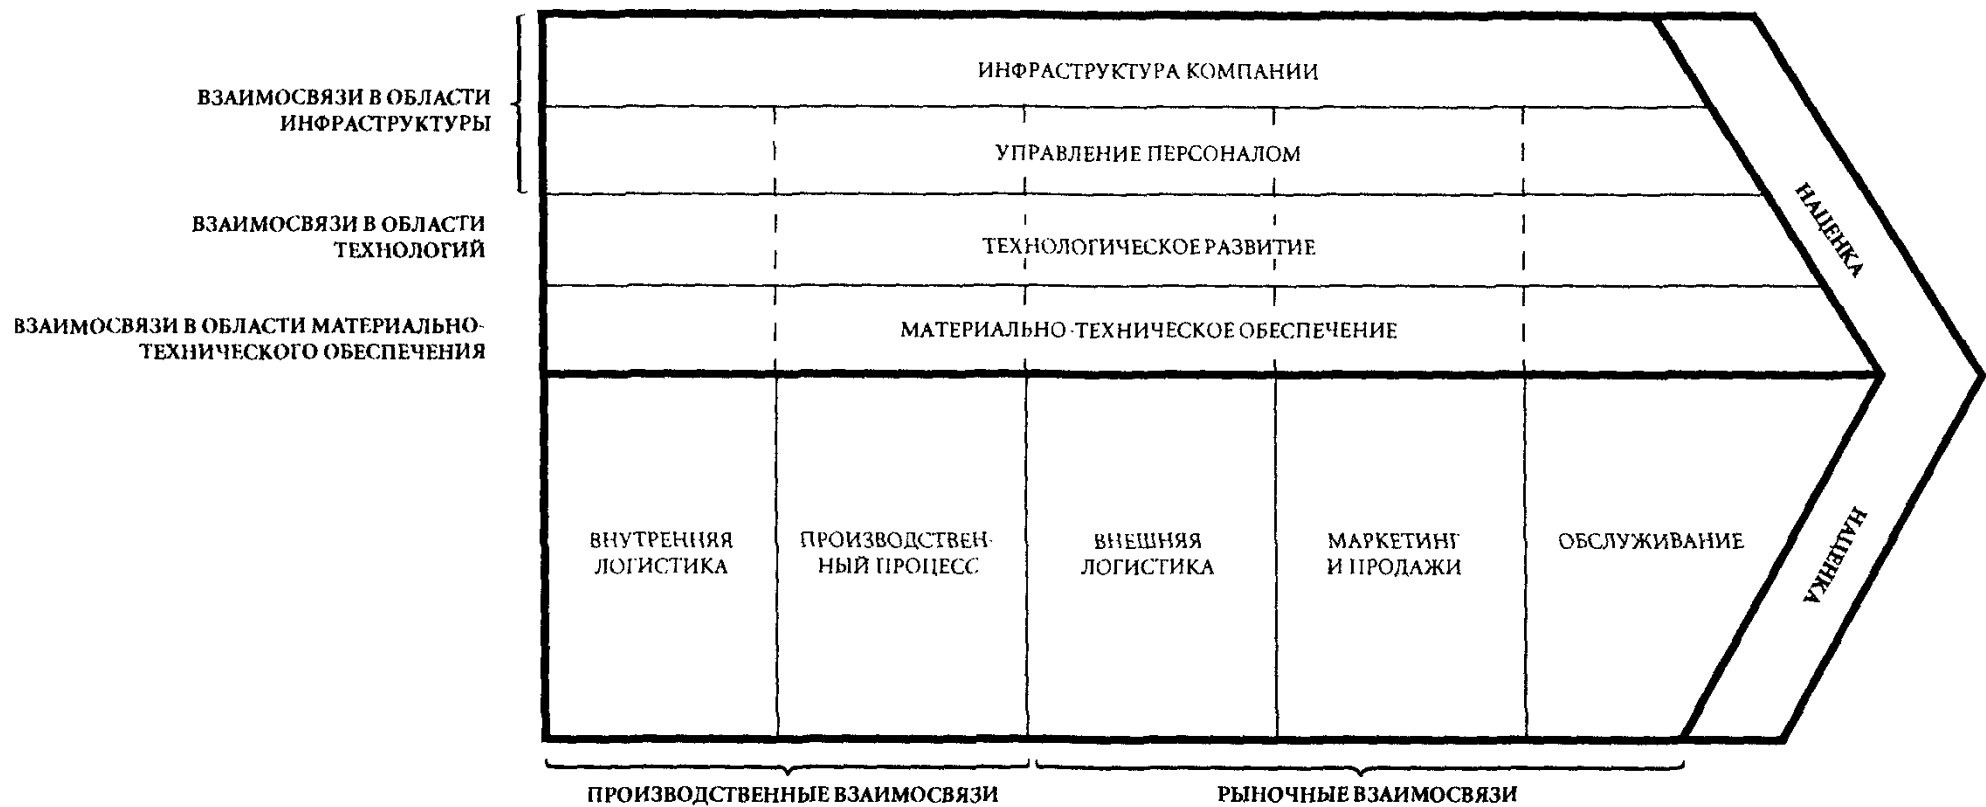 ВЗАИМОСВЯЗИ В ОБЛАСТИ
ИНФРАСТРУКТУРЫ
ИНФРАСТРУКТУРА КОМПАНИИ
УПРАВЛЕНИЕ ПЕРСОНАЛОМ
ВЗАИМОСВЯЗИ В ОБЛАСТИ
ТЕХНОЛОГИЙ
ТЕХНОЛОГИЧЕСКОЕ РАЗВИТИЕ
ВЗАИМОСВЯЗИ В ОБЛАСТИ МАТЕРИАЛЬНО-
ТЕХНИЧЕСКОГО ОБЕСПЕЧЕНИЯ
МАТЕРИАЛЬНО-ТЕХНИЧЕСКОЕ ОБЕСПЕЧЕНИЕ
НАЦЕНКА
ВНУТРЕННЯЯ
ЛОГИСТИКА
ПРОИЗВОДСТВЕН-
НЫЙ ПРОЦЕСС
ВНЕШНЯЯ
ЛОГИСТИКА
МАРКЕТИНГ
И ПРОДАЖИ
ОБСЛУЖИВАНИЕ
НАЦЕНКА
ПРОИЗВОДСТВЕННЫЕ ВЗАИМОСВЯЗИ
РЫНОЧНЫЕ ВЗАИМОСВЯЗИ